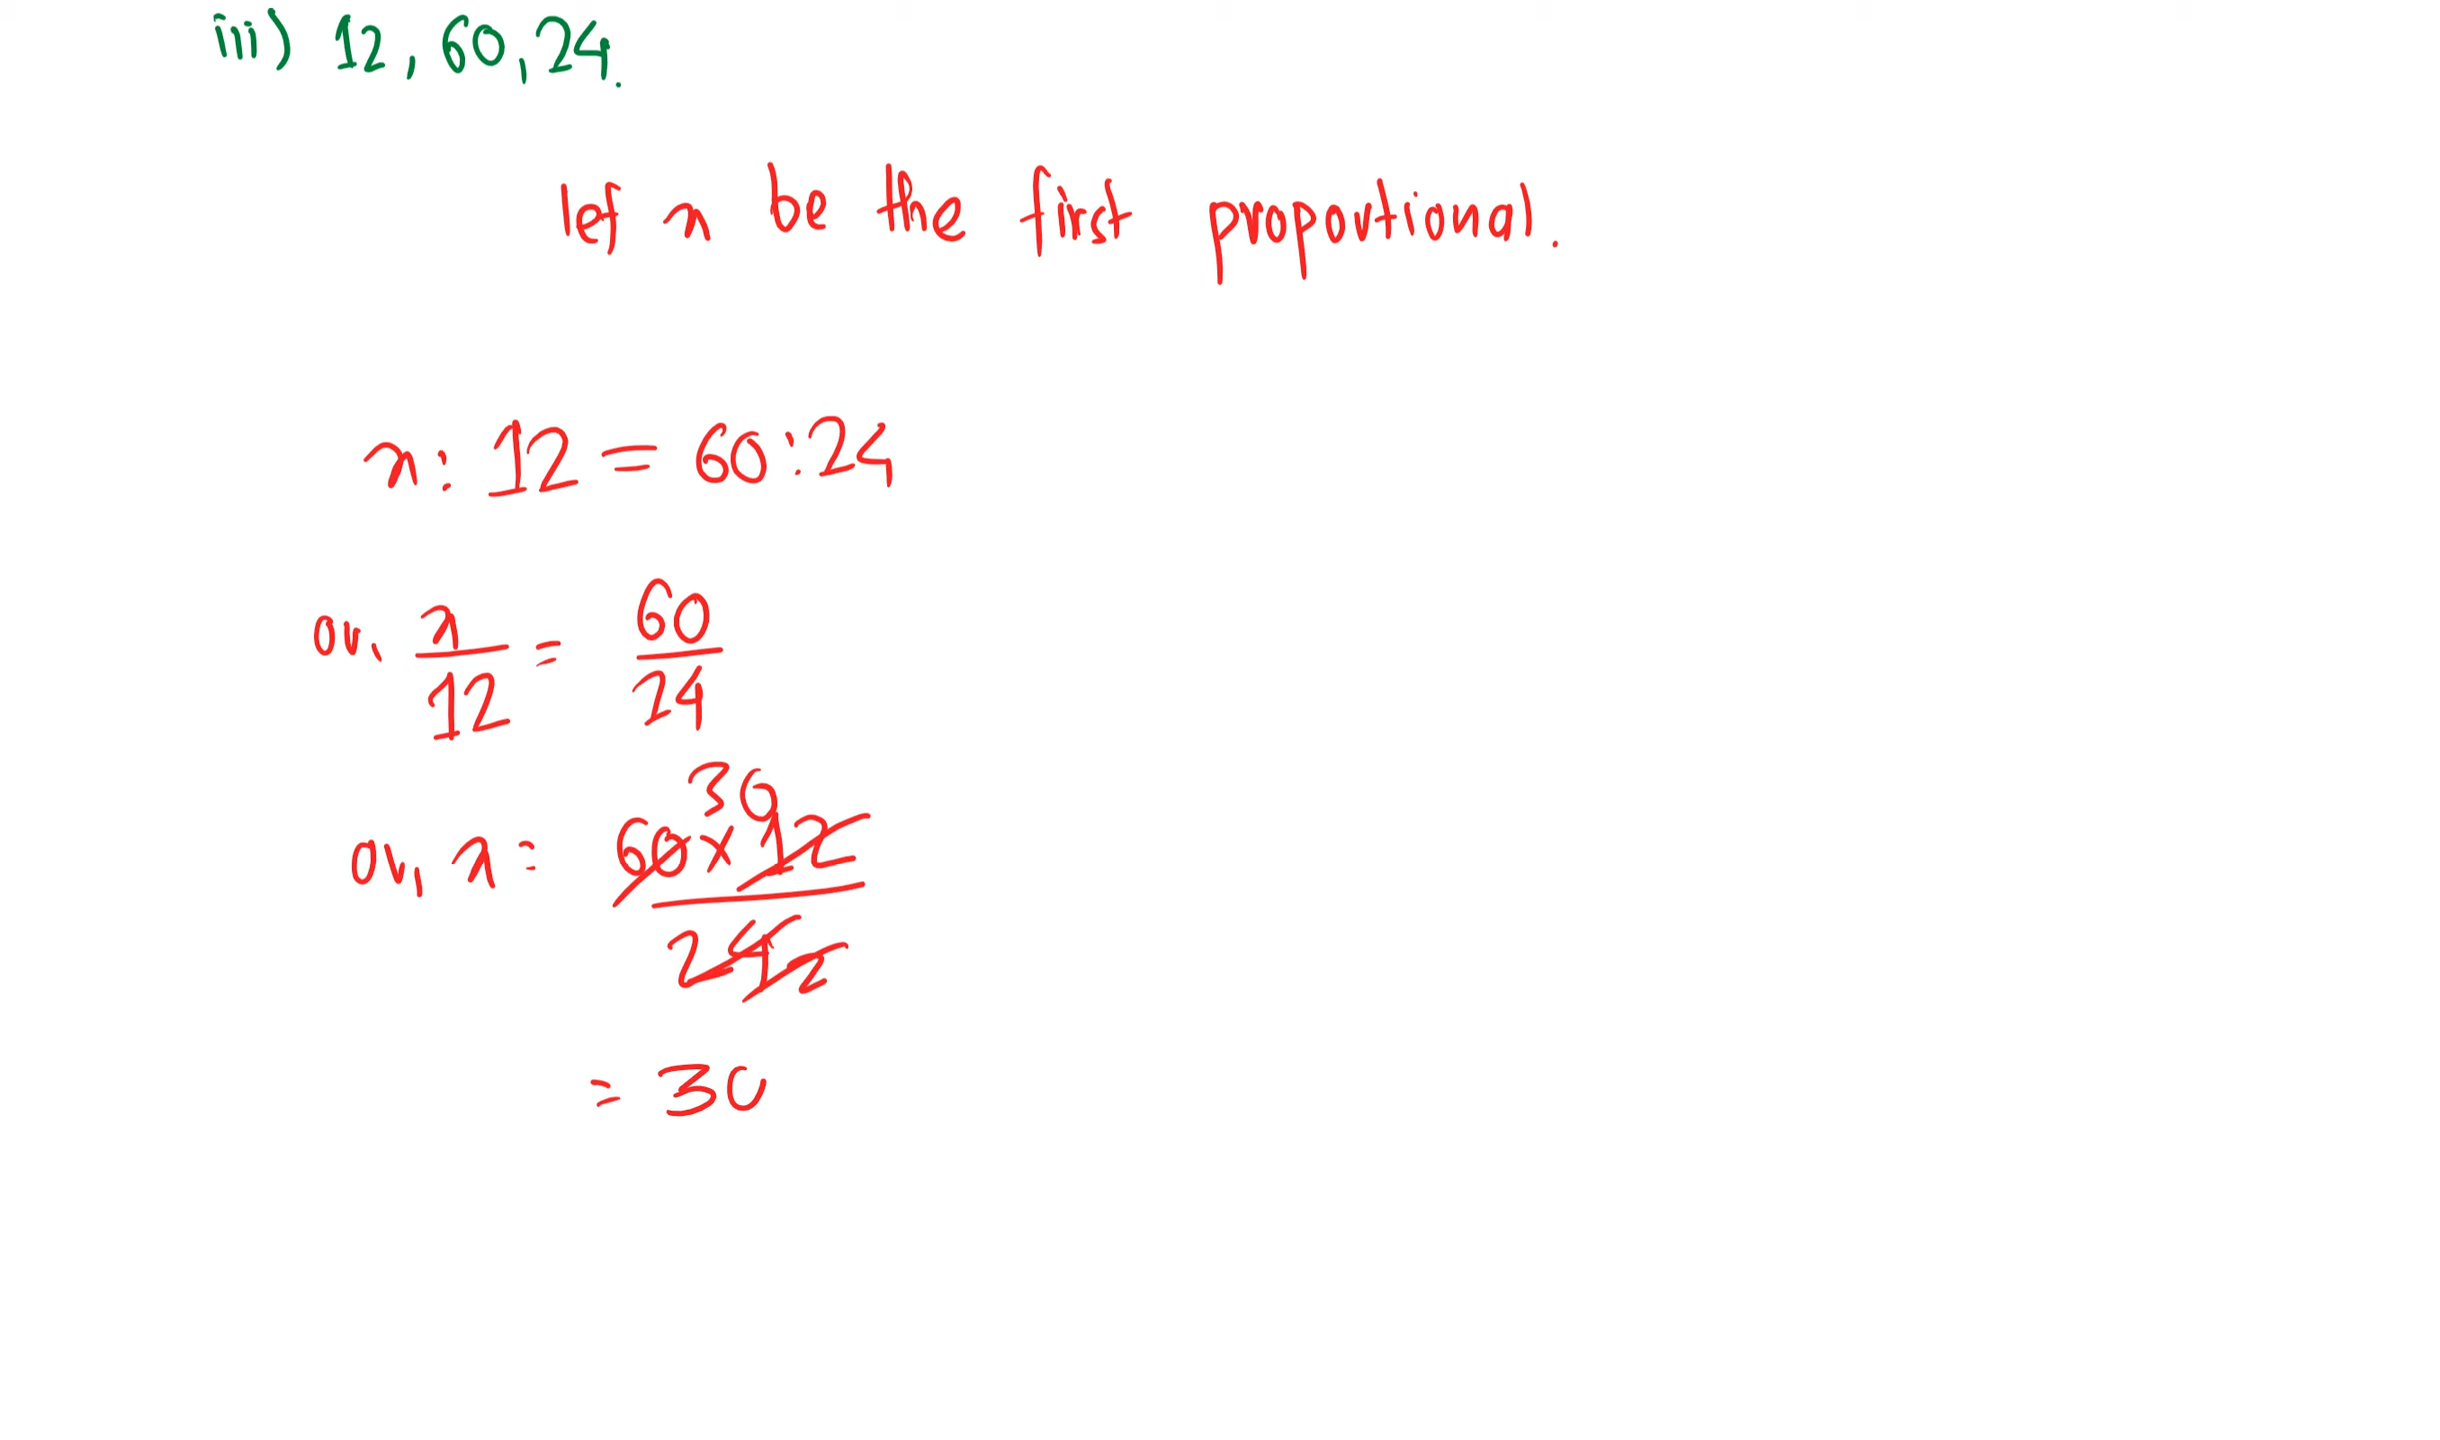 iii) 12, 60, 24.
let x be the first proportional.
x : 12 = 60 : 24
or, x/12 = 60/24
or, x = 60 x 12 / 24 30 2
= 30